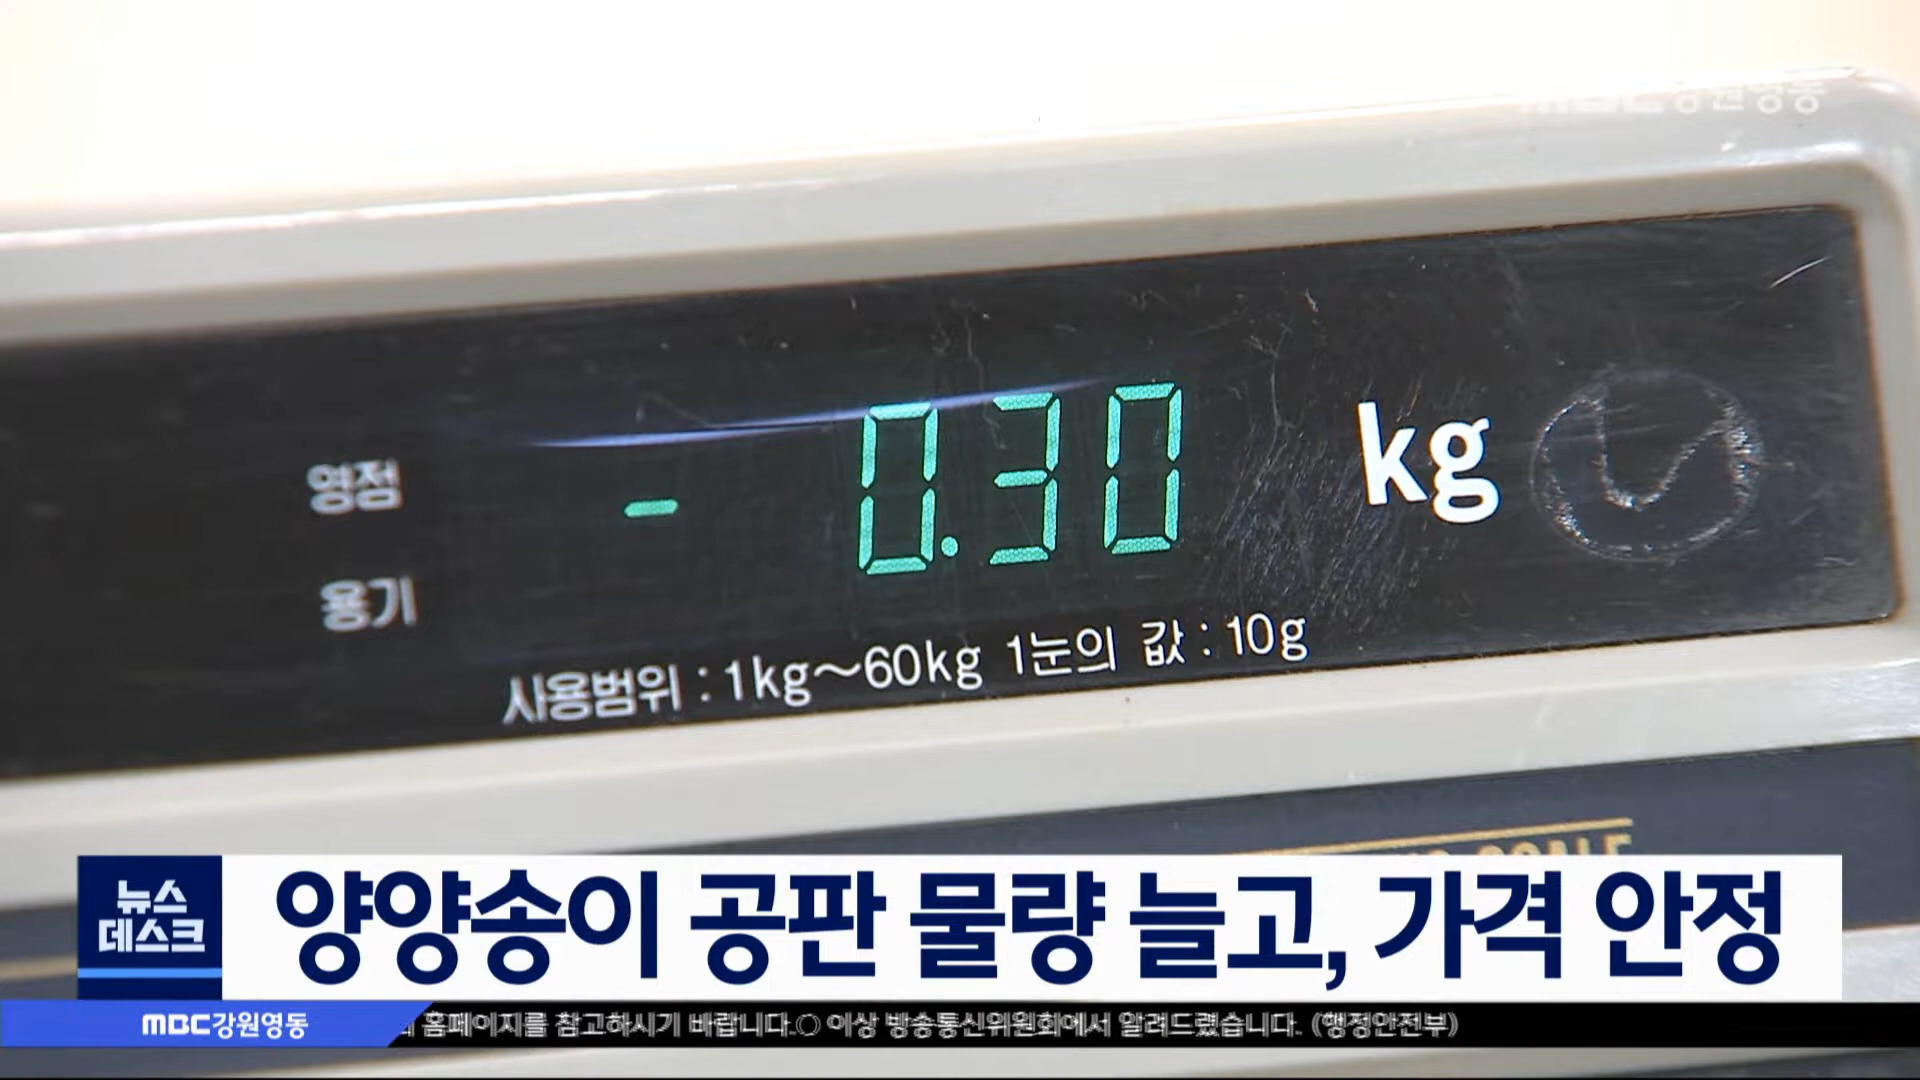 MBC강원영동
- 0.30 kg
영점
용기
사용범위 : 1kg~60kg 1눈의 값 : 10g
SCALE
뉴스
데스크
양양송이 공판 물량 늘고, 가격 안정
MBC강원영동
홈페이지를 참고하시기 바랍니다.○ 이상 방송통신위원회에서 알려드렸습니다. (행정안전부)